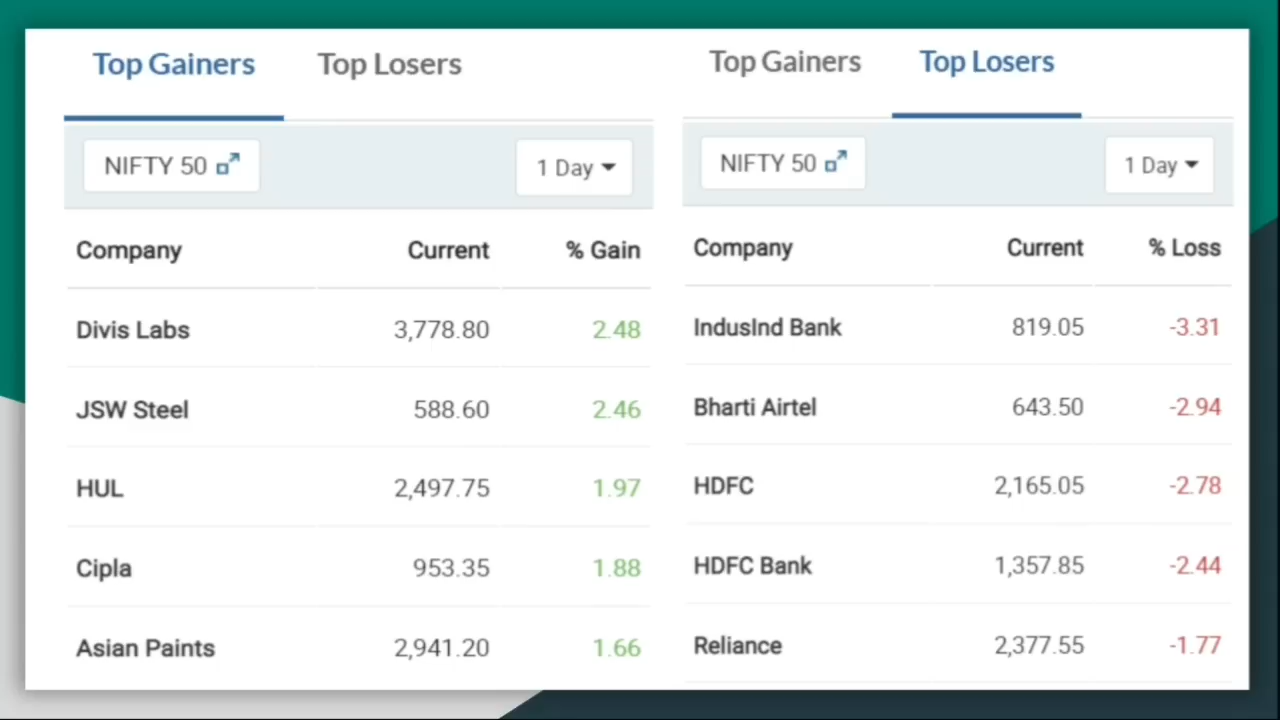 Top Gainers Top Losers
NIFTY 50 1 Day
Company Current % Gain
Divis Labs 3,778.80 2.48
JSW Steel 588.60 2.46
HUL 2,497.75 1.97
Cipla 953.35 1.88
Asian Paints 2,941.20 1.66
Top Gainers Top Losers
NIFTY 50 1 Day
Company Current % Loss
IndusInd Bank 819.05 -3.31
Bharti Airtel 643.50 -2.94
HDFC 2,165.05 -2.78
HDFC Bank 1,357.85 -2.44
Reliance 2,377.55 -1.77